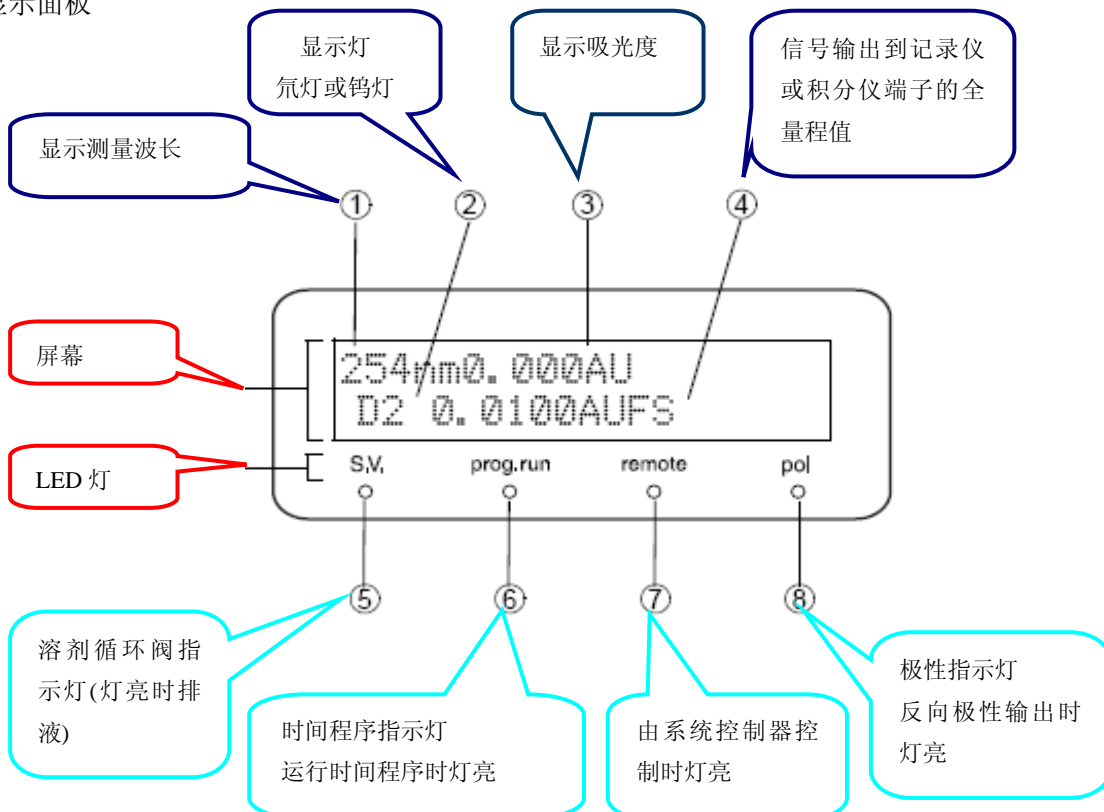 显示面板
显示灯
氘灯或钨灯
显示吸光度
信号输出到记录仪
或积分仪端子的全
量程值
显示测量波长
①
②
③
④
屏幕
254nm0.000AU
D2 0.0100AUFS
LED 灯
S.V.
prog.run
remote
pol
⑤
⑥
⑦
⑧
溶剂循环阀指
示灯(灯亮时排
液)
时间程序指示灯
运行时间程序时灯亮
由系统控制器控
制时灯亮
极性指示灯
反向极性输出时
灯亮